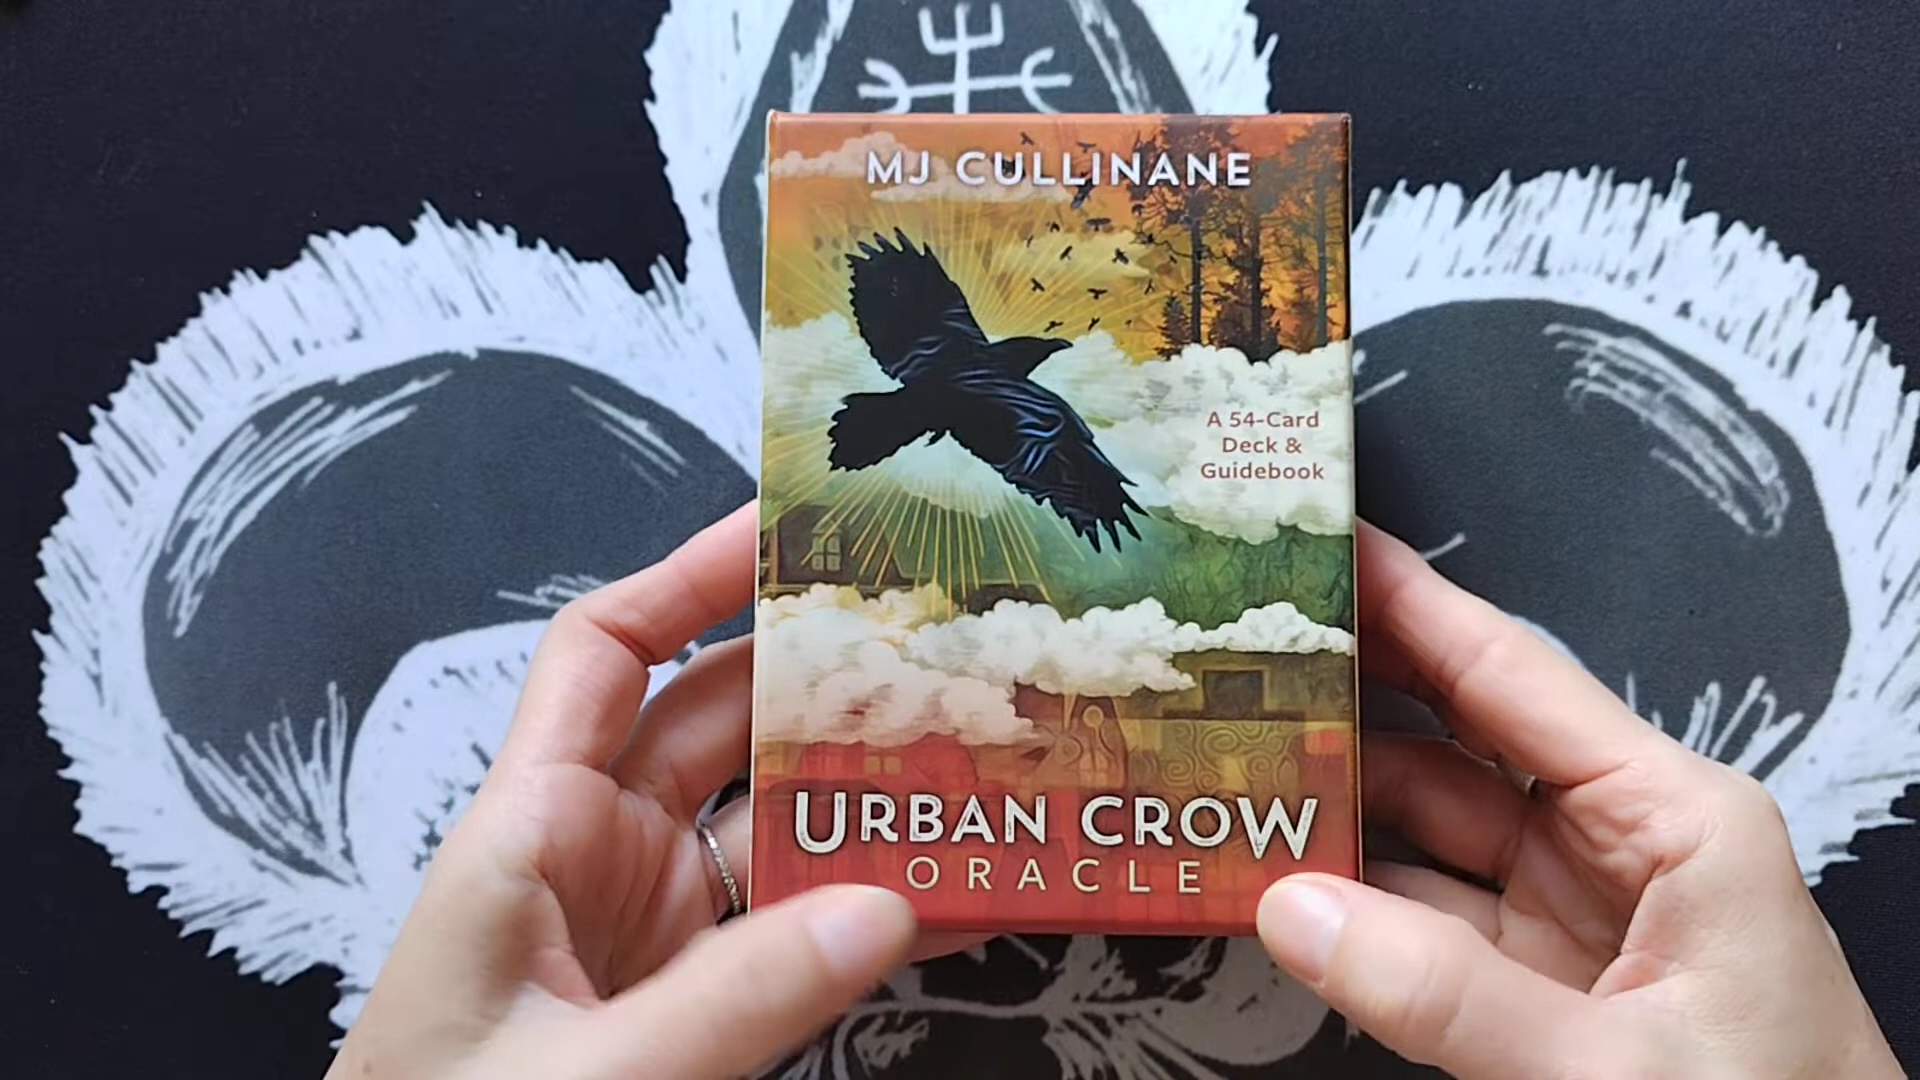 MJ CULLINANE
A 54-Card
Deck &
Guidebook
URBAN CROW
ORACLE